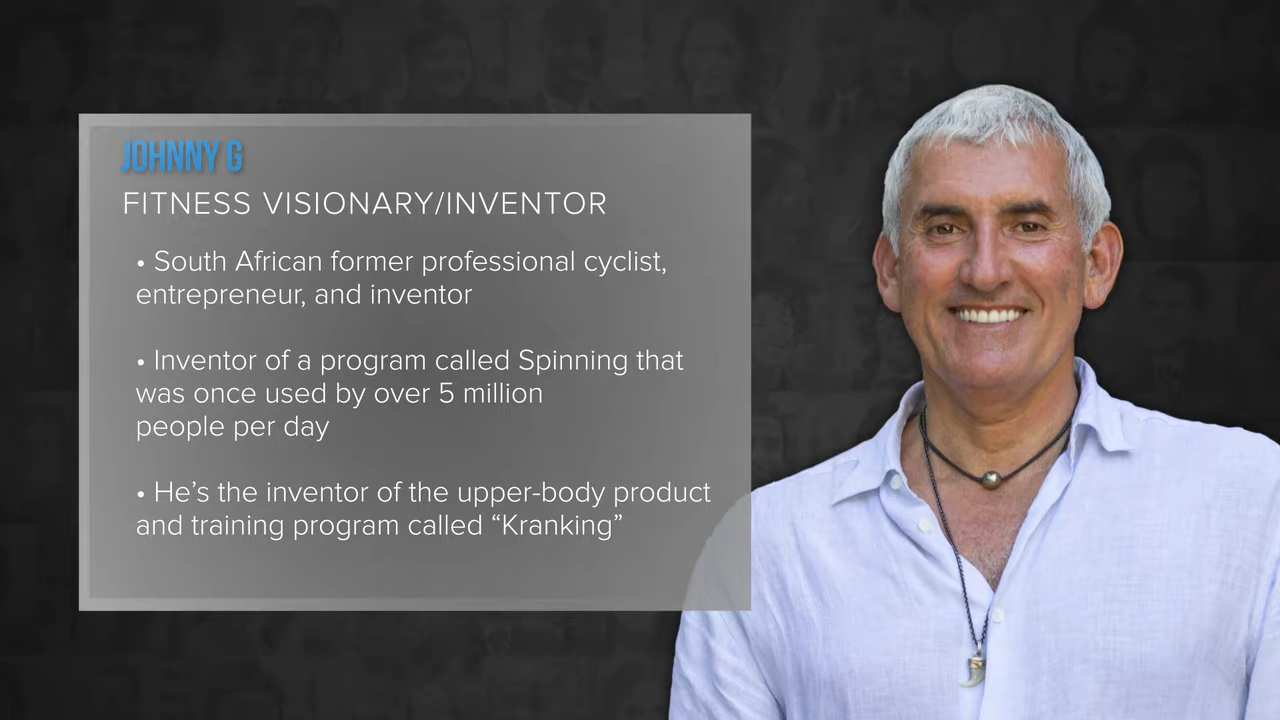 JOHNNY G
FITNESS VISIONARY/INVENTOR
• South African former professional cyclist,
entrepreneur, and inventor
• Inventor of a program called Spinning that
was once used by over 5 million
people per day
• He’s the inventor of the upper-body product
and training program called “Kranking”